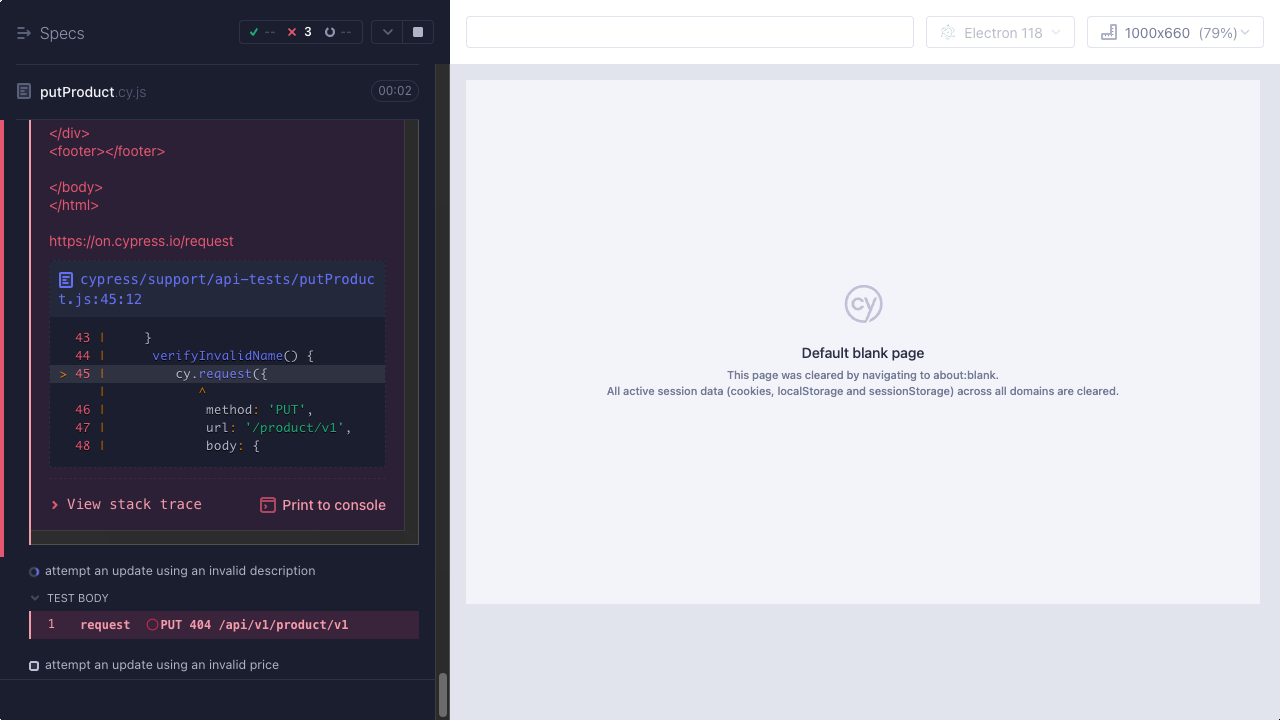 Specs
--
3
--
Electron 118
1000x660 (79%)
putProduct.cy.js
00:02
</div>
<footer></footer>
</body>
</html>
https://on.cypress.io/request
cypress/support/api-tests/putProduc
t.js:45:12
43 | }
44 | verifyInvalidName() {
> 45 | cy.request({
| ^
46 | method: 'PUT',
47 | url: '/product/v1',
48 | body: {
View stack trace
Print to console
attempt an update using an invalid description
TEST BODY
1 request PUT 404 /api/v1/product/v1
attempt an update using an invalid price
cy
Default blank page
This page was cleared by navigating to about:blank.
All active session data (cookies, localStorage and sessionStorage) across all domains are cleared.